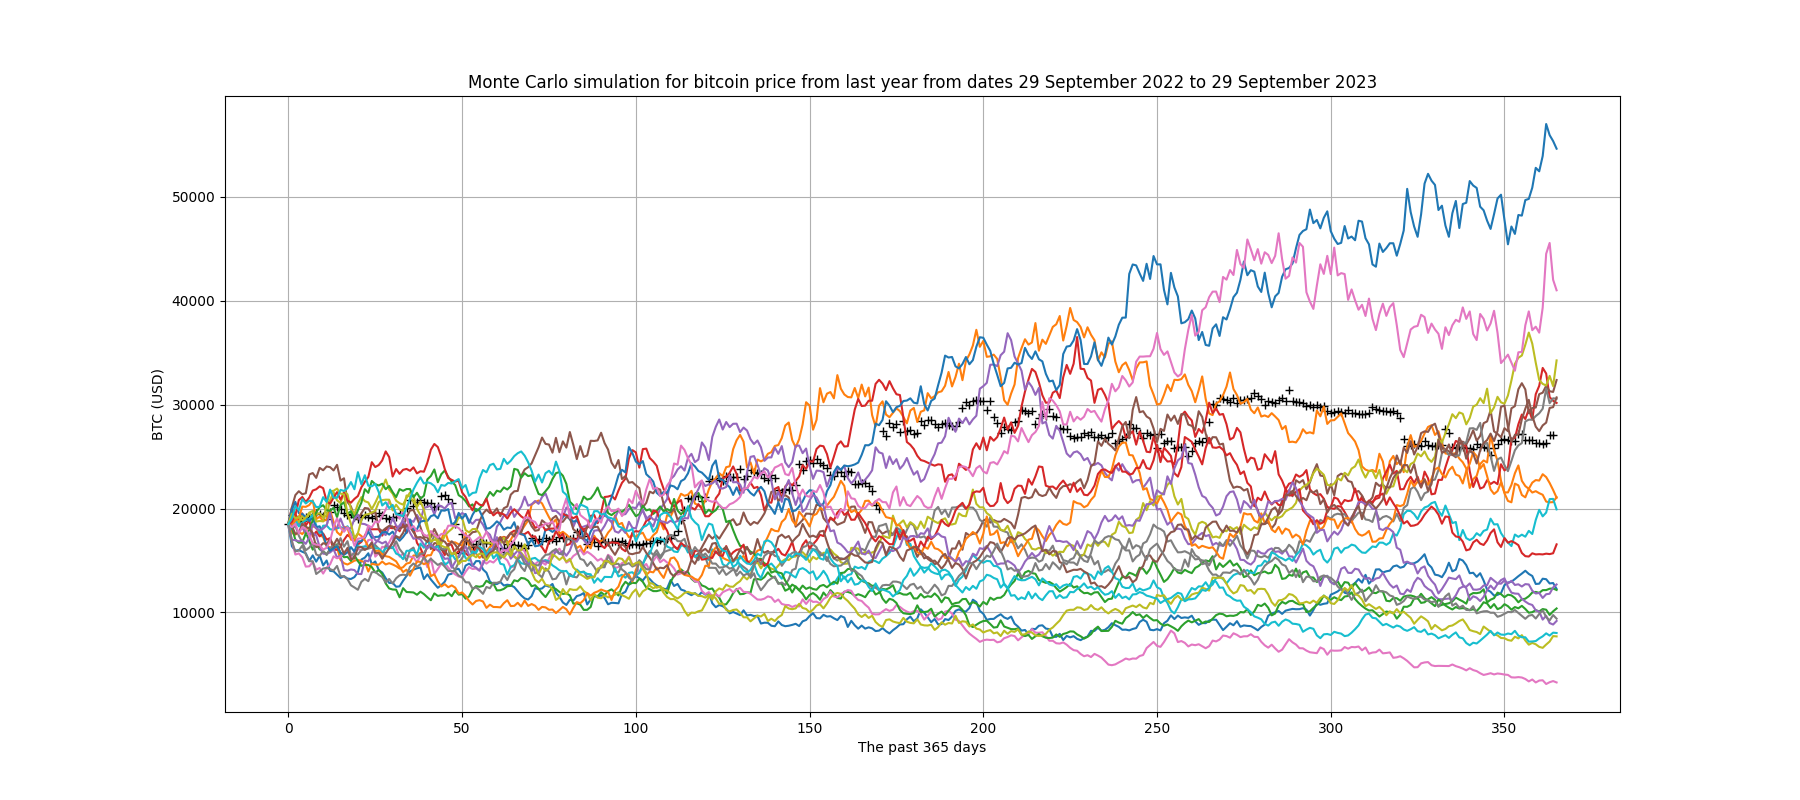 Monte Carlo simulation for bitcoin price from last year from dates 29 September 2022 to 29 September 2023
50000
40000
30000
20000
10000
BTC (USD)
0 50 100 150 200 250 300 350
The past 365 days